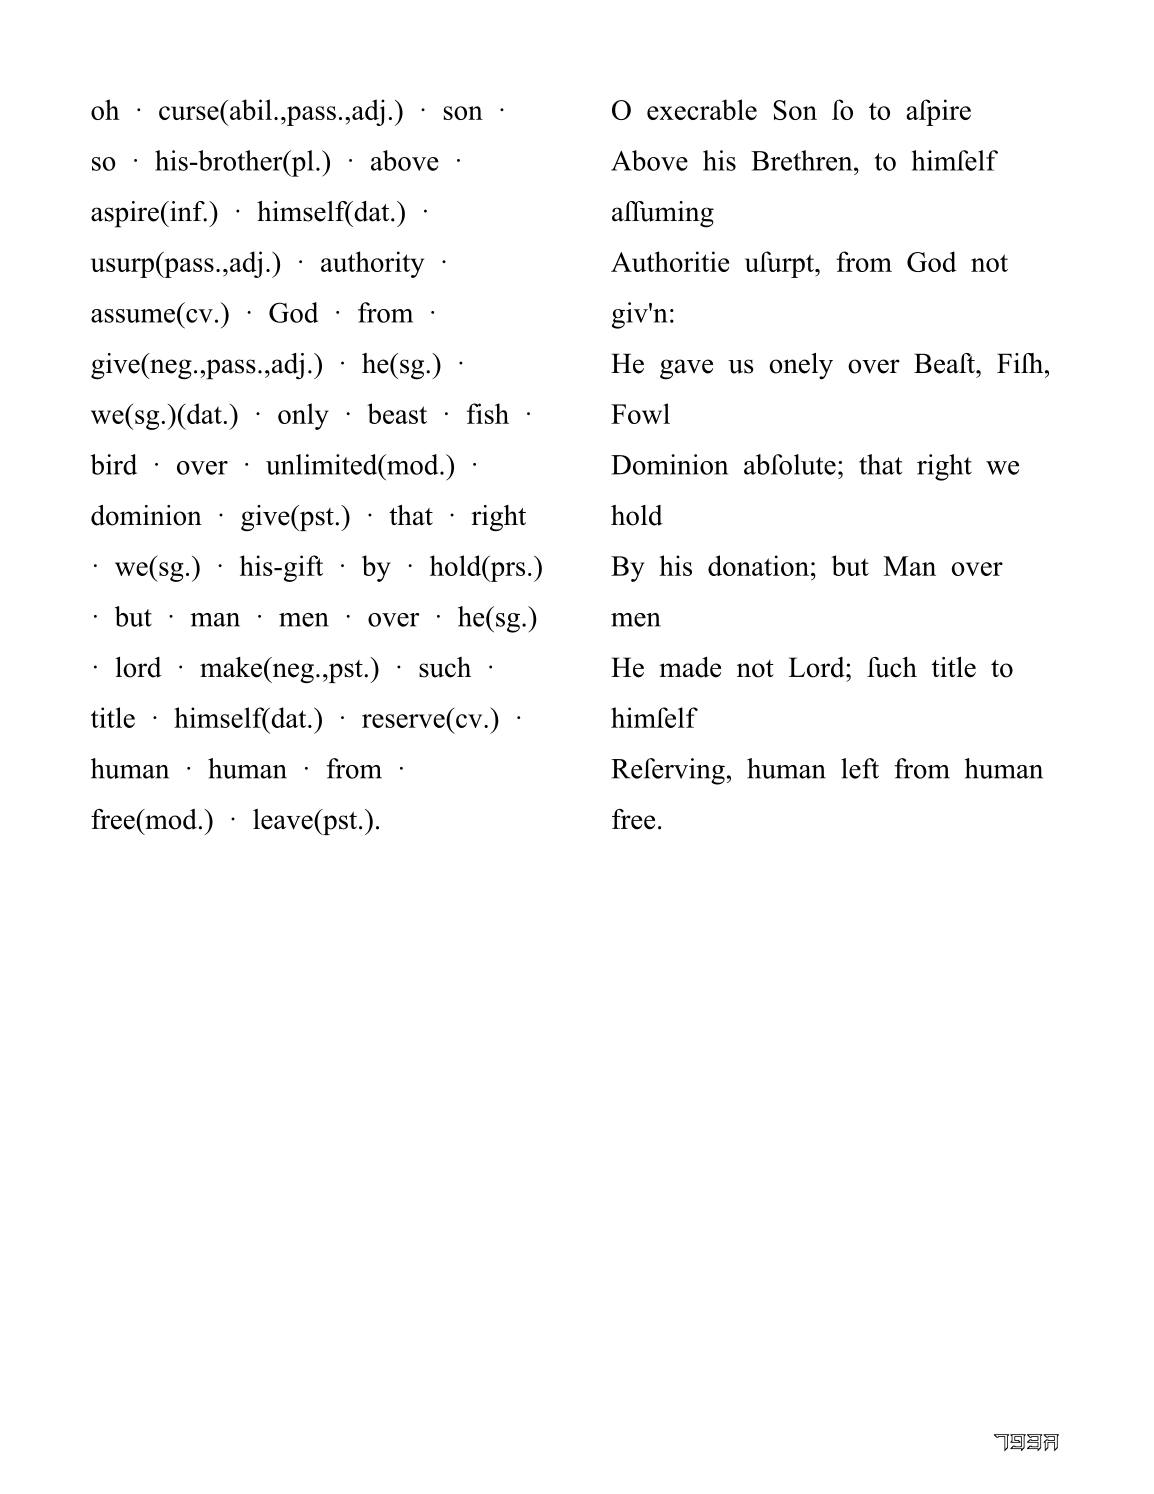 oh · curse(abil.,pass.,adj.) · son ·
so · his-brother(pl.) · above ·
aspire(inf.) · himself(dat.) ·
usurp(pass.,adj.) · authority ·
assume(cv.) · God · from ·
give(neg.,pass.,adj.) · he(sg.) ·
we(sg.)(dat.) · only · beast · fish ·
bird · over · unlimited(mod.) ·
dominion · give(pst.) · that · right
· we(sg.) · his-gift · by · hold(prs.)
· but · man · men · over · he(sg.)
· lord · make(neg.,pst.) · such ·
title · himself(dat.) · reserve(cv.) ·
human · human · from ·
free(mod.) · leave(pst.).
O execrable Son ſo to aſpire
Above his Brethren, to himſelf
aſſuming
Authoritie uſurpt, from God not
giv'n:
He gave us onely over Beaſt, Fiſh,
Fowl
Dominion abſolute; that right we
hold
By his donation; but Man over
men
He made not Lord; ſuch title to
himſelf
Reſerving, human left from human
free.